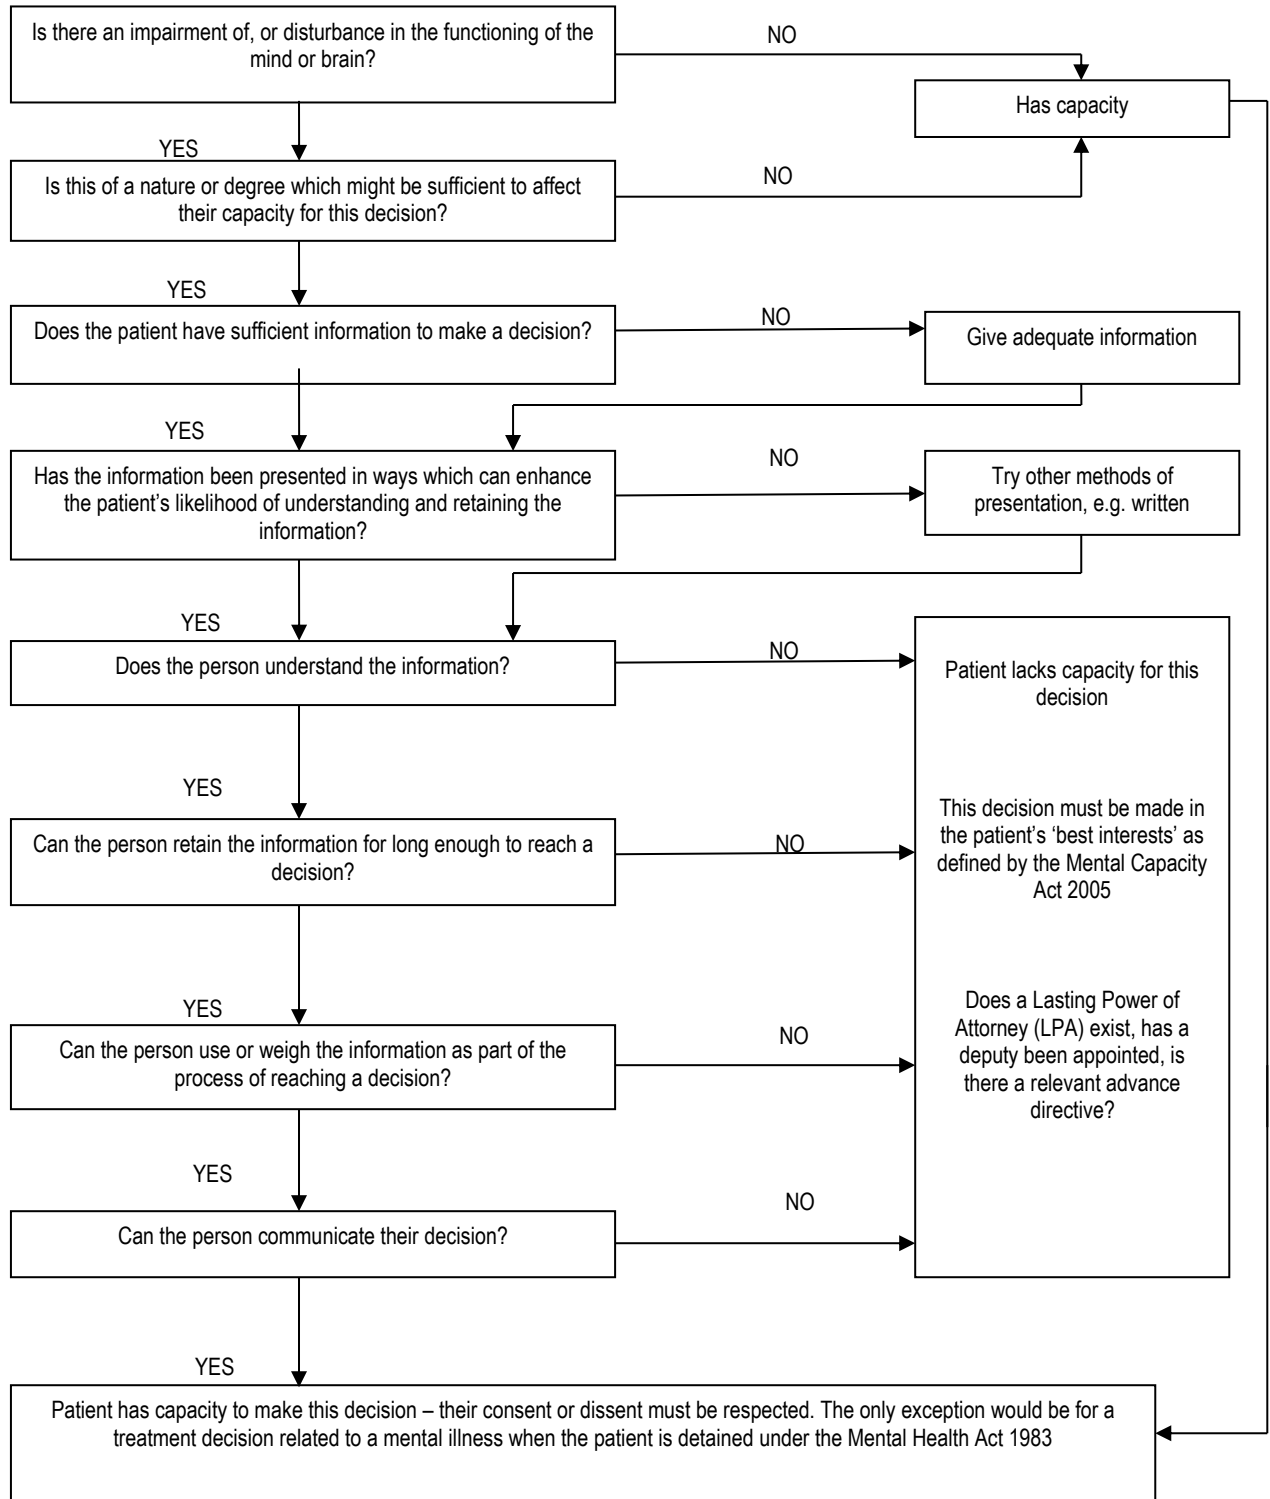 Is there an impairment of, or disturbance in the functioning of the
mind or brain?
NO
Has capacity
YES
Is this of a nature or degree which might be sufficient to affect
their capacity for this decision?
NO
YES
Does the patient have sufficient information to make a decision?
NO
Give adequate information
YES
Has the information been presented in ways which can enhance
the patient’s likelihood of understanding and retaining the
information?
NO
Try other methods of
presentation, e.g. written
YES
Does the person understand the information?
NO
Patient lacks capacity for this
decision
YES
Can the person retain the information for long enough to reach a
decision?
NO
This decision must be made in
the patient’s ‘best interests’ as
defined by the Mental Capacity
Act 2005
YES
Can the person use or weigh the information as part of the
process of reaching a decision?
NO
Does a Lasting Power of
Attorney (LPA) exist, has a
deputy been appointed, is
there a relevant advance
directive?
YES
Can the person communicate their decision?
NO
YES
Patient has capacity to make this decision – their consent or dissent must be respected. The only exception would be for a
treatment decision related to a mental illness when the patient is detained under the Mental Health Act 1983